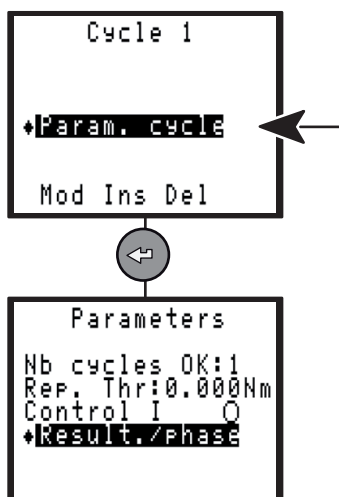 Cycle 1
♦Param. cycle
Mod Ins Del
Parameters
Nb cycles OK:1
Rep. Thr:0.000Nm
Control I O
♦Result./phase